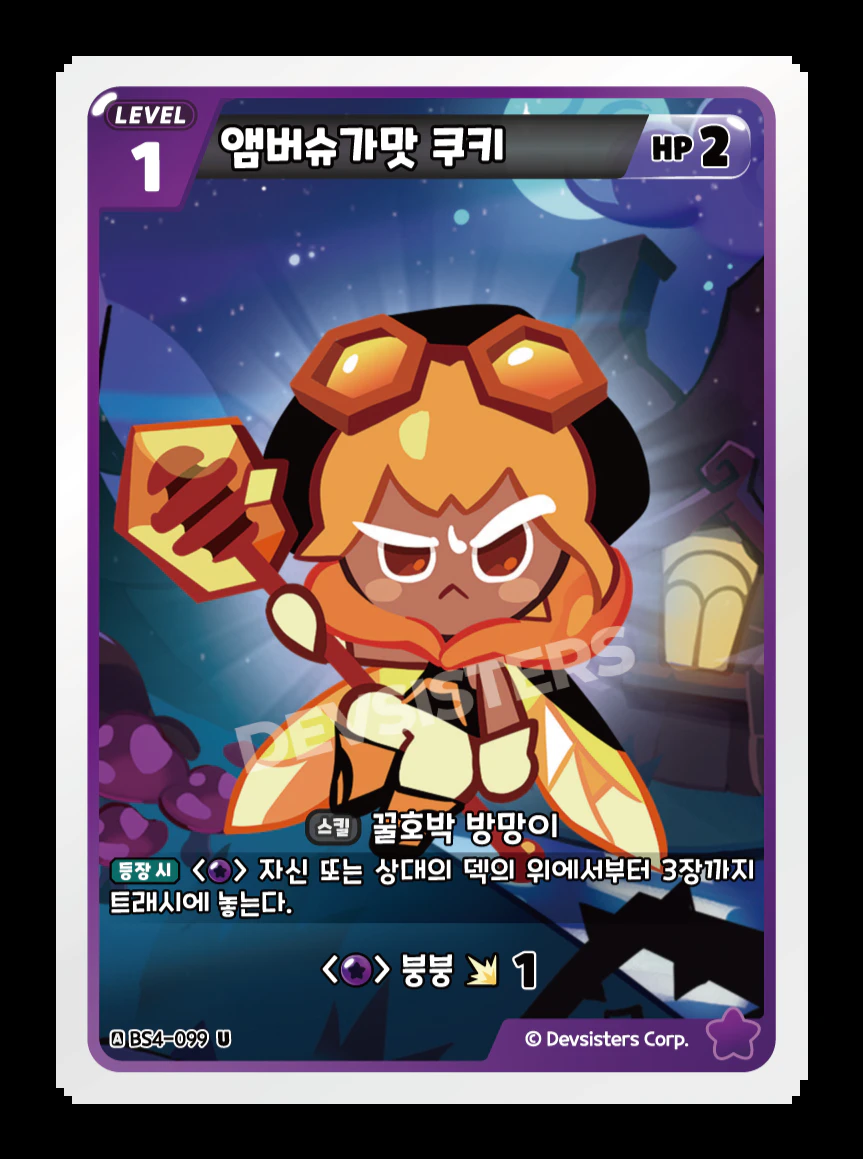 LEVEL
1
앰버슈가맛 쿠키
HP 2
DEVSISTERS
스킬 꿀호박 방망이
등장 시 <> 자신 또는 상대의 덱의 위에서부터 3장까지
트래시에 놓는다.
<> 붕붕 1
A BS4-099 U
© Devsisters Corp.